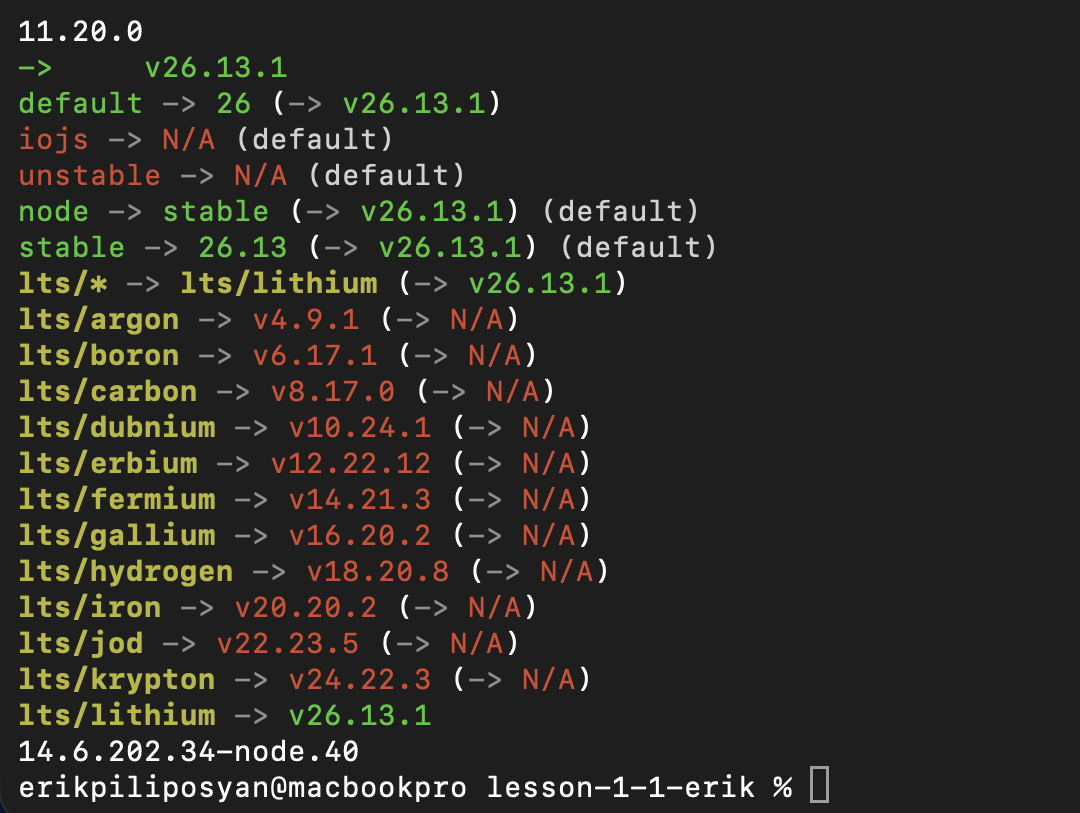 11.20.0
->      v26.13.1
default -> 26 (-> v26.13.1)
iojs -> N/A (default)
unstable -> N/A (default)
node -> stable (-> v26.13.1) (default)
stable -> 26.13 (-> v26.13.1) (default)
lts/* -> lts/lithium (-> v26.13.1)
lts/argon -> v4.9.1 (-> N/A)
lts/boron -> v6.17.1 (-> N/A)
lts/carbon -> v8.17.0 (-> N/A)
lts/dubnium -> v10.24.1 (-> N/A)
lts/erbium -> v12.22.12 (-> N/A)
lts/fermium -> v14.21.3 (-> N/A)
lts/gallium -> v16.20.2 (-> N/A)
lts/hydrogen -> v18.20.8 (-> N/A)
lts/iron -> v20.20.2 (-> N/A)
lts/jod -> v22.23.5 (-> N/A)
lts/krypton -> v24.22.3 (-> N/A)
lts/lithium -> v26.13.1
14.6.202.34-node.40
erikpiliposyan@macbookpro lesson-1-1-erik %